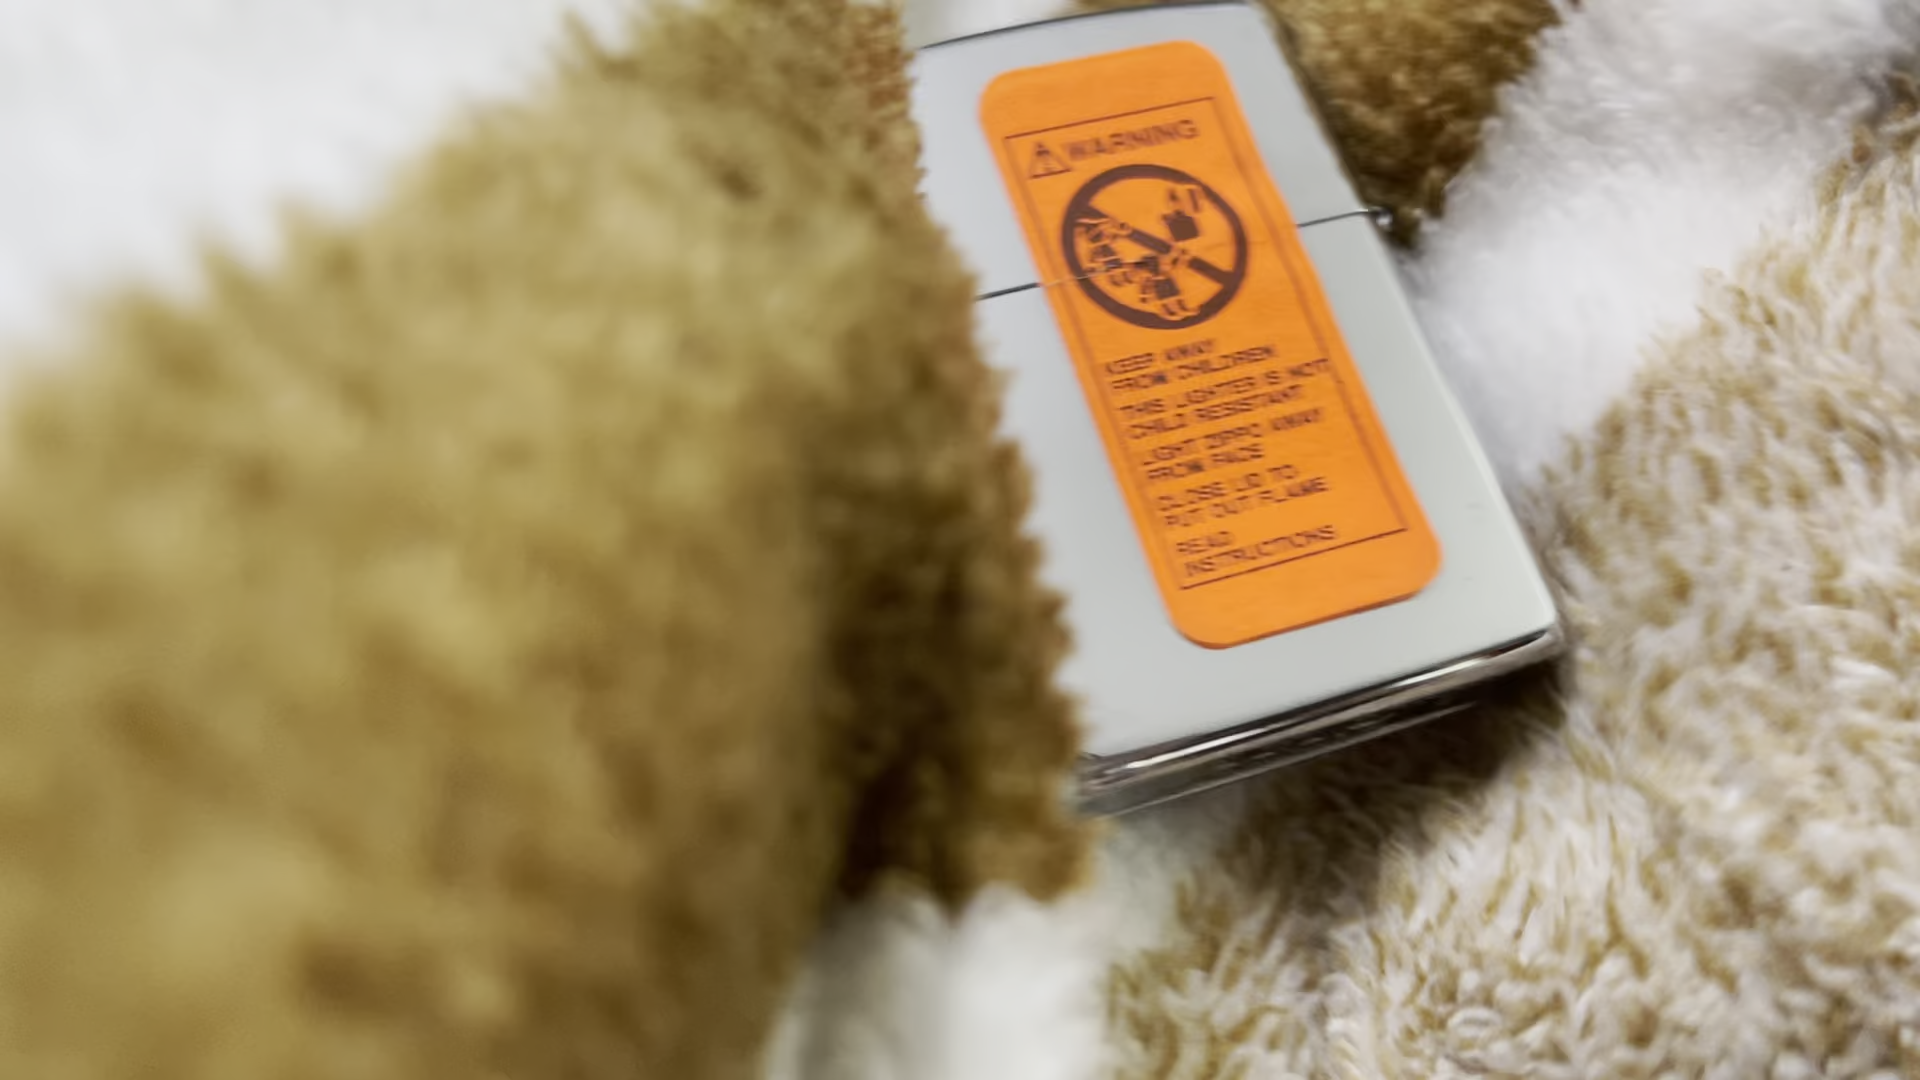 WARNING
KEEP AWAY
FROM CHILDREN
THIS LIGHTER IS NOT
CHILD RESISTANT
LIGHT ZIPPO AWAY
FROM FACE
CLOSE LID TO
PUT OUT FLAME
READ
INSTRUCTIONS